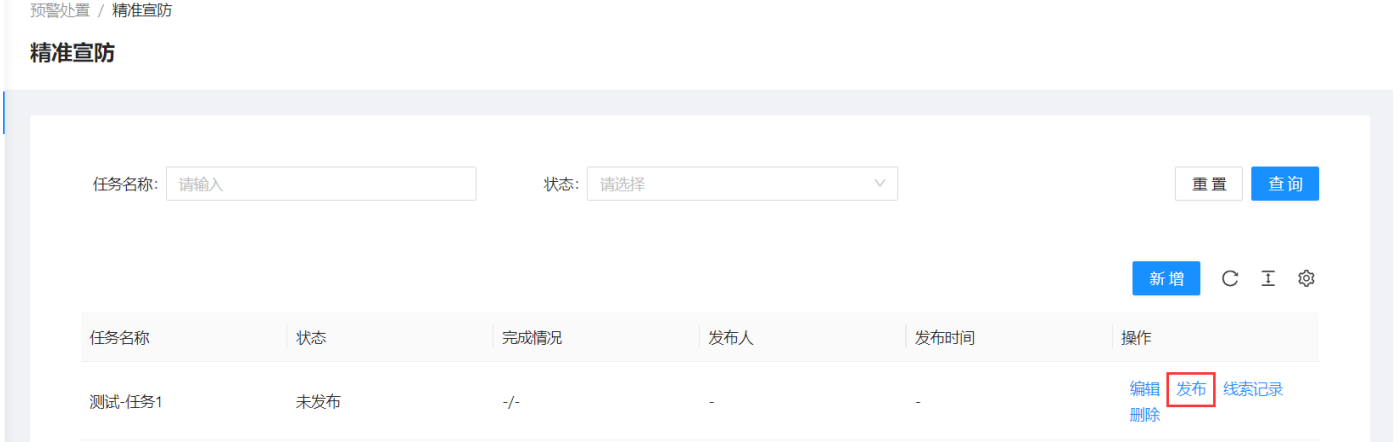 预警处置 / 精准宣防
精准宣防
任务名称: 请输入 状态: 请选择 重置 查询
新增
任务名称 状态 完成情况 发布人 发布时间 操作
测试-任务1 未发布 -/- - - 编辑 发布 线索记录
删除